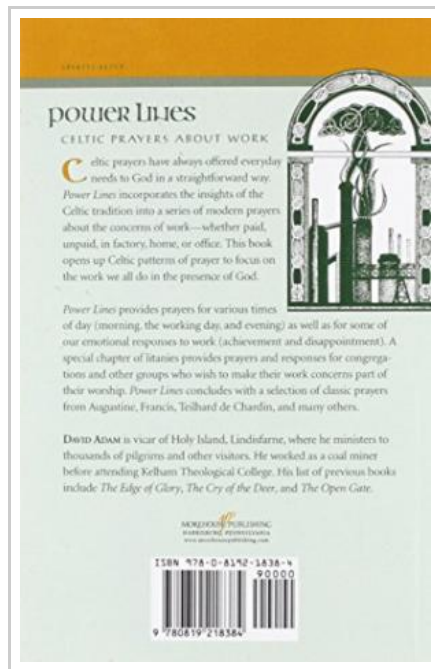 POWER LINES
CELTIC PRAYERS ABOUT WORK
Celtic prayers have always offered everyday
needs to God in a straightforward way.
Power Lines incorporates the insights of the
Celtic tradition into a series of modern prayers
about the concerns of work—whether paid,
unpaid, in factory, home, or office. This book
opens up Celtic patterns of prayer to focus on
the work we all do in the presence of God.
Power Lines provides prayers for various times
of day (morning, the working day, and evening) as well as for some of
our emotional responses to work (achievement and disappointment). A
special chapter of litanies provides prayers and responses for congrega-
tions and other groups who wish to make their work concerns part of
their worship. Power Lines concludes with a selection of classic prayers
from Augustine, Francis, Teilhard de Chardin, and many others.
DAVID ADAM is vicar of Holy Island, Lindisfarne, where he ministers to
thousands of pilgrims and other visitors. He worked as a coal miner
before attending Kelham Theological College. His list of previous books
include The Edge of Glory, The Cry of the Deer, and The Open Gate.
MOREHOUSE PUBLISHING
HARRISBURG, PENNSYLVANIA
www.morehousepublishing.com
ISBN 978-0-8192-1838-4
90000
9 780819 218384